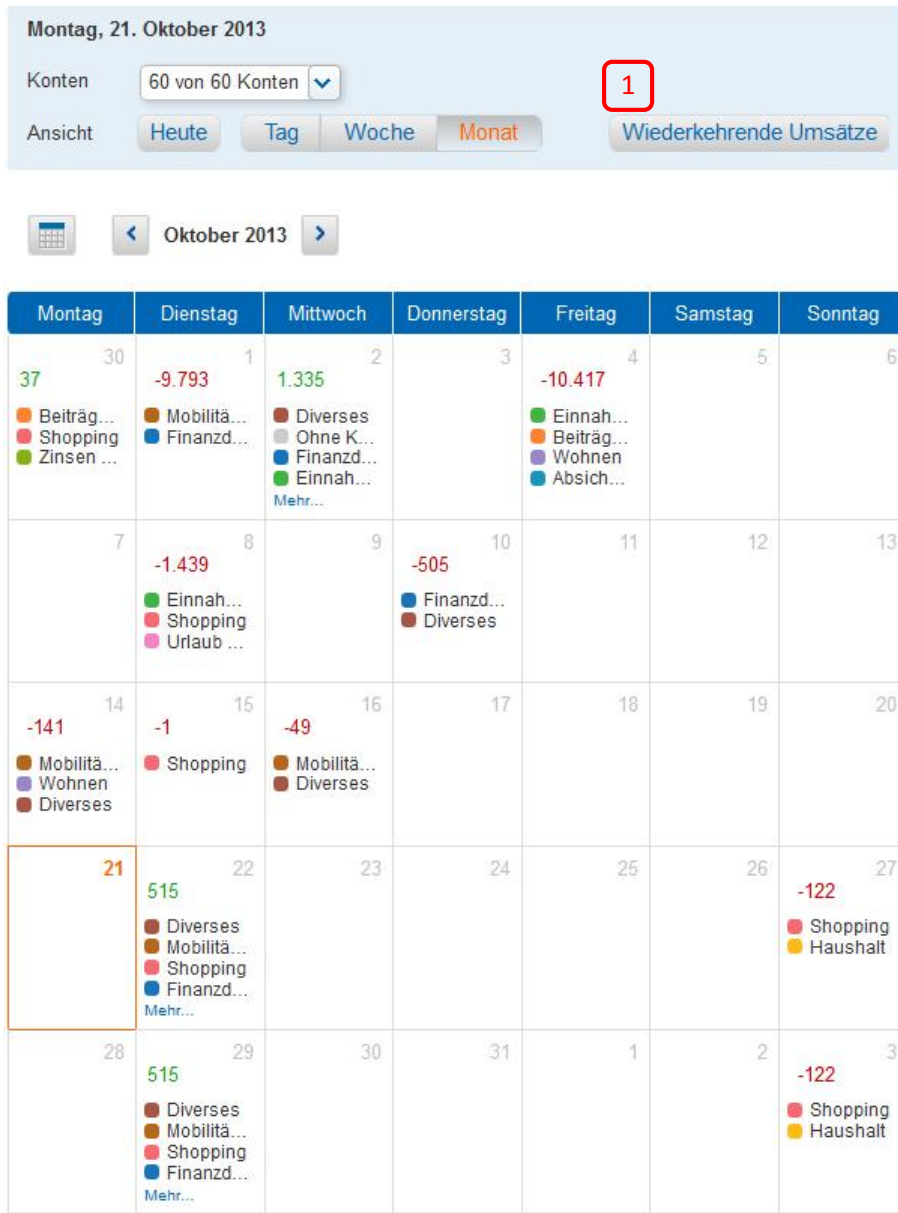 Montag, 21. Oktober 2013
Konten 60 von 60 Konten
1
Ansicht Heute Tag Woche Monat Wiederkehrende Umsätze
Oktober 2013
Montag Dienstag Mittwoch Donnerstag Freitag Samstag Sonntag
30 1 2 3 4 5 6
37 -9.793 1.335 -10.417
Beiträg... Mobilitä... Diverses Einnah...
Shopping Finanzd... Ohne K... Beiträg...
Zinsen ... Finanzd... Wohnen
Einnah... Absich...
Mehr...
7 8 9 10 11 12 13
-1.439 -505
Einnah... Finanzd...
Shopping Diverses
Urlaub ...
14 15 16 17 18 19 20
-141 -1 -49
Mobilitä... Shopping Mobilitä...
Wohnen Diverses
Diverses
21 22 23 24 25 26 27
515 -122
Diverses Shopping
Mobilitä... Haushalt
Shopping
Finanzd...
Mehr...
28 29 30 31 1 2 3
515 -122
Diverses Shopping
Mobilitä... Haushalt
Shopping
Finanzd...
Mehr...